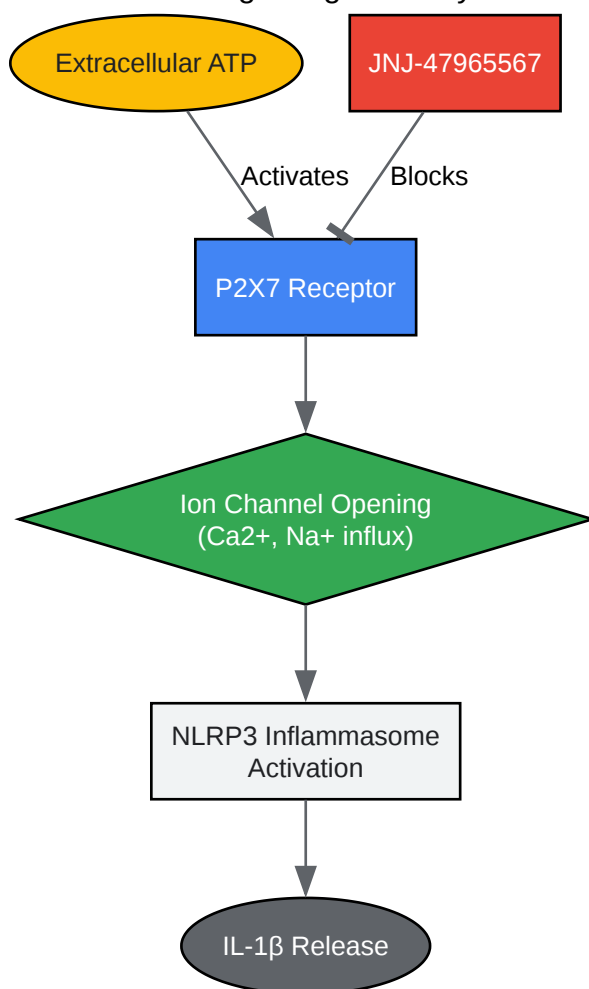 Extracellular ATP
JNJ-47965567
Activates
Blocks
P2X7 Receptor
Ion Channel Opening
(Ca2+, Na+ influx)
NLRP3 Inflammasome
Activation
IL-1β Release